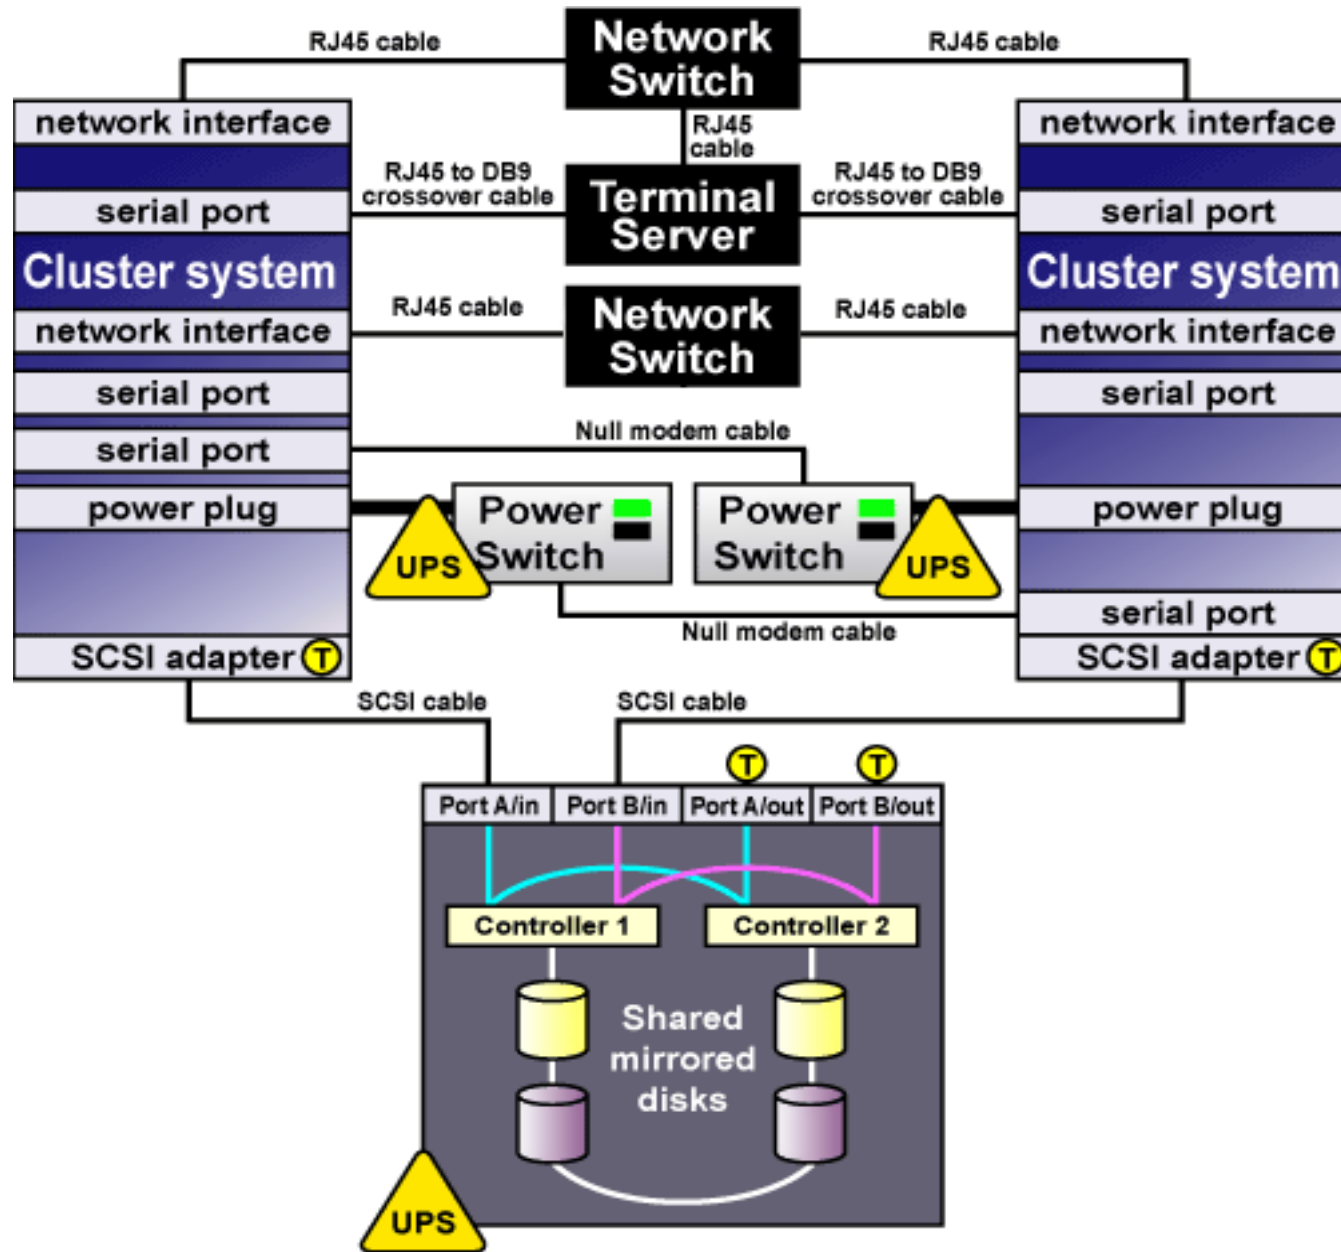 RJ45 cable
Network
Switch
RJ45 cable
network interface
RJ45
cable
network interface
RJ45 to DB9
crossover cable
Terminal
Server
RJ45 to DB9
crossover cable
serial port
serial port
Cluster system
Cluster system
RJ45 cable
Network
Switch
RJ45 cable
network interface
network interface
serial port
serial port
Null modem cable
serial port
power plug
Power
Switch
UPS
Power
Switch
UPS
power plug
serial port
Null modem cable
SCSI adapter T
SCSI adapter T
SCSI cable
SCSI cable
T
T
Port A/in
Port B/in
Port A/out
Port B/out
Controller 1
Controller 2
Shared
mirrored
disks
UPS